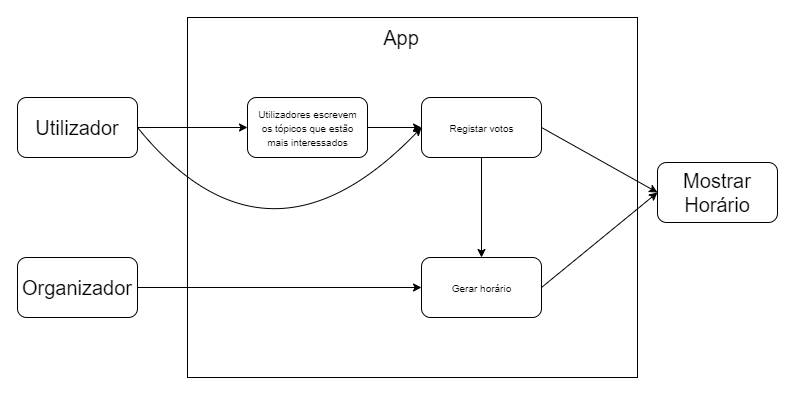 App
Utilizador
Utilizadores escrevem
os tópicos que estão
mais interessados
Registar votos
Mostrar
Horário
Organizador
Gerar horário